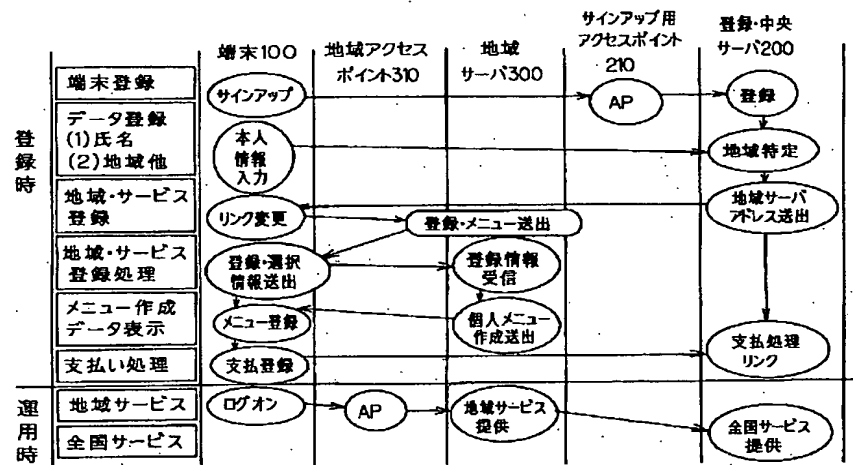 端末100
地域アクセス
ポイント310
地域
サーバ300
サインアップ用
アクセスポイント
210
登録・中央
サーバ200
登録時
端末登録
サインアップ
AP
登録
データ登録
(1)氏名
(2)地域他
本人
情報
入力
地域特定
地域・サービス
登録
リンク変更
登録・メニュー送出
地域サーバ
アドレス送出
地域・サービス
登録処理
登録・選択
情報送出
登録情報
受信
メニュー作成
データ表示
メニュー登録
個人メニュー
作成送出
支払い処理
支払登録
支払処理
リンク
運用時
地域サービス
ログオン
AP
地域サービス
提供
全国サービス
全国サービス
提供